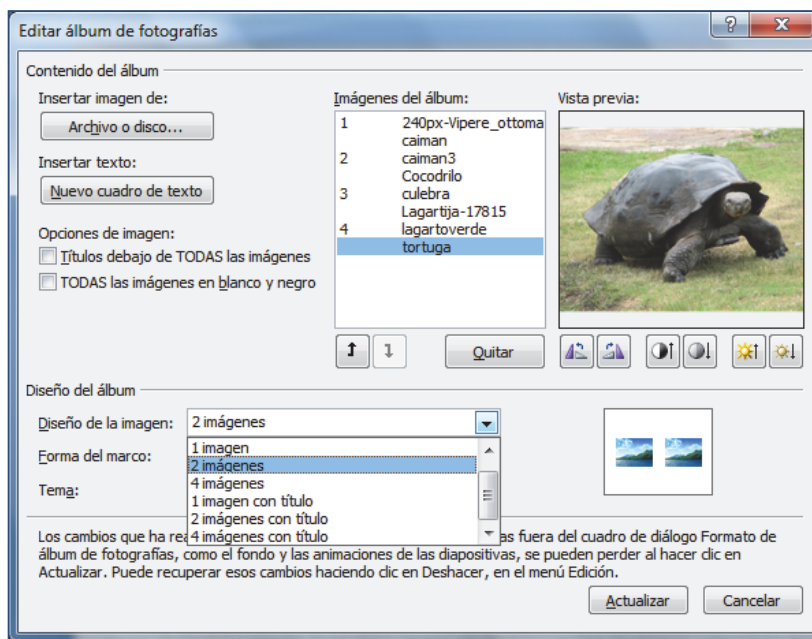 Editar álbum de fotografías
Contenido del álbum
Insertar imagen de:
Archivo o disco...
Insertar texto:
Nuevo cuadro de texto
Opciones de imagen:
Títulos debajo de TODAS las imágenes
TODAS las imágenes en blanco y negro
Imágenes del álbum:
1 240px-Vipere_ottoma
caiman
2 caiman3
Cocodrilo
3 culebra
Lagartija-17815
4 lagartoverde
tortuga
Quitar
Vista previa:
Diseño del álbum
Diseño de la imagen: 2 imágenes
1 imagen
2 imágenes
4 imágenes
1 imagen con título
2 imágenes con título
4 imágenes con título
Forma del marco:
Tema:
Los cambios que ha rea as fuera del cuadro de diálogo Formato de
álbum de fotografías, como el fondo y las animaciones de las diapositivas, se pueden perder al hacer clic en
Actualizar. Puede recuperar esos cambios haciendo clic en Deshacer, en el menú Edición.
Actualizar Cancelar